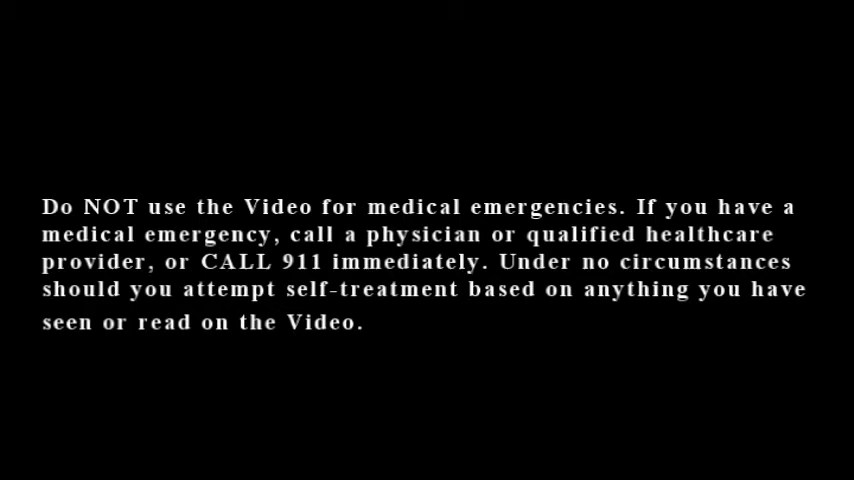 Do NOT use the Video for medical emergencies. If you have a
medical emergency, call a physician or qualified healthcare
provider, or CALL 911 immediately. Under no circumstances
should you attempt self-treatment based on anything you have
seen or read on the Video.